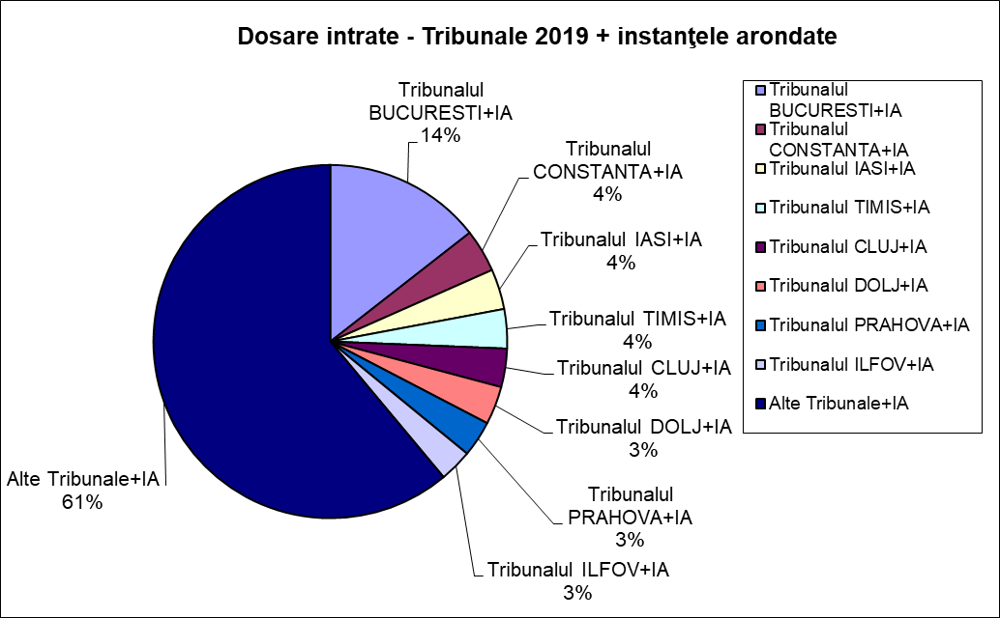 Dosare intrate - Tribunale 2019 + instanţele arondate
Tribunalul
BUCURESTI+IA
14%
Tribunalul
CONSTANTA+IA
4%
Tribunalul IASI+IA
4%
Tribunalul TIMIS+IA
4%
Tribunalul CLUJ+IA
4%
Tribunalul DOLJ+IA
3%
Tribunalul
PRAHOVA+IA
3%
Tribunalul ILFOV+IA
3%
Alte Tribunale+IA
61%
Tribunalul
BUCURESTI+IA
Tribunalul
CONSTANTA+IA
Tribunalul IASI+IA
Tribunalul TIMIS+IA
Tribunalul CLUJ+IA
Tribunalul DOLJ+IA
Tribunalul PRAHOVA+IA
Tribunalul ILFOV+IA
Alte Tribunale+IA